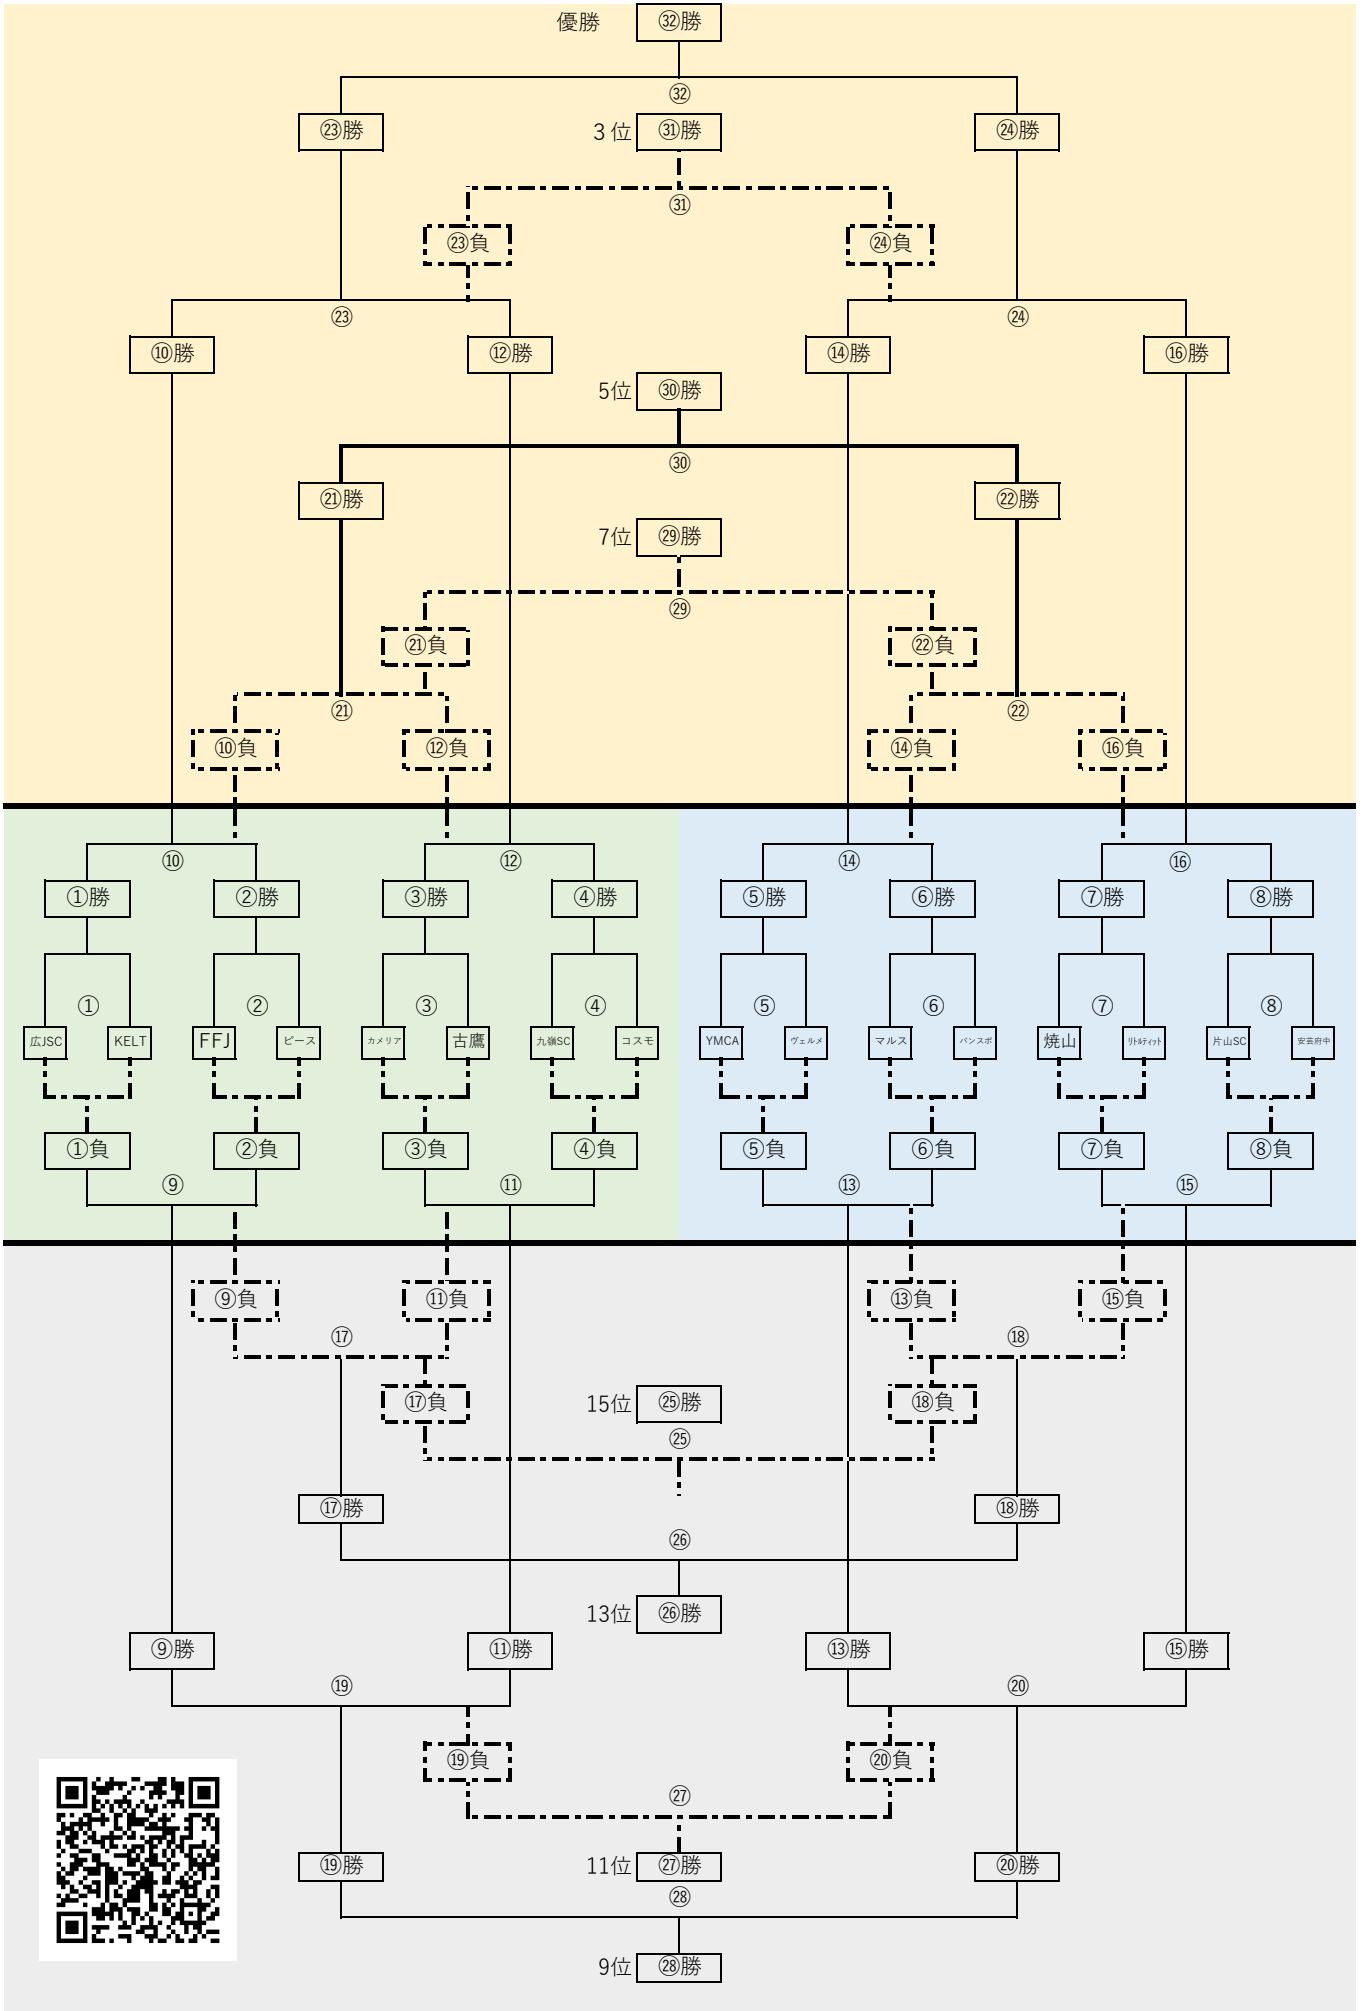 優勝 ㉜勝
㉜
㉓勝 3位 ㉛勝 ㉔勝
㉛
㉓負 ㉔負
㉓ ㉔
⑩勝 ⑫勝 ⑭勝 ⑯勝
5位 ㉚勝
㉚
㉑勝 ㉒勝
7位 ㉙勝
㉙
㉑負 ㉒負
㉑ ㉒
⑩負 ⑫負 ⑭負 ⑯負
⑩ ⑫ ⑭ ⑯
①勝 ②勝 ③勝 ④勝 ⑤勝 ⑥勝 ⑦勝 ⑧勝
① ② ③ ④ ⑤ ⑥ ⑦ ⑧
広JSC KELT FFJ ピース カメリア 古鷹 九嶺SC コスモ YMCA ヴェルメ マルス バンスポ 焼山 ﾘﾄﾙﾃｨｯﾄ 片山SC 安芸府中
①負 ②負 ③負 ④負 ⑤負 ⑥負 ⑦負 ⑧負
⑨ ⑪ ⑬ ⑮
⑨負 ⑪負 ⑬負 ⑮負
⑰ ⑱
⑰負 15位 ㉕勝 ⑱負
㉕
⑰勝 ⑱勝
㉖
13位 ㉖勝
⑨勝 ⑪勝 ⑬勝 ⑮勝
⑲ ⑳
⑲負 ⑳負
㉗
⑲勝 11位 ㉗勝 ⑳勝
㉘
9位 ㉘勝